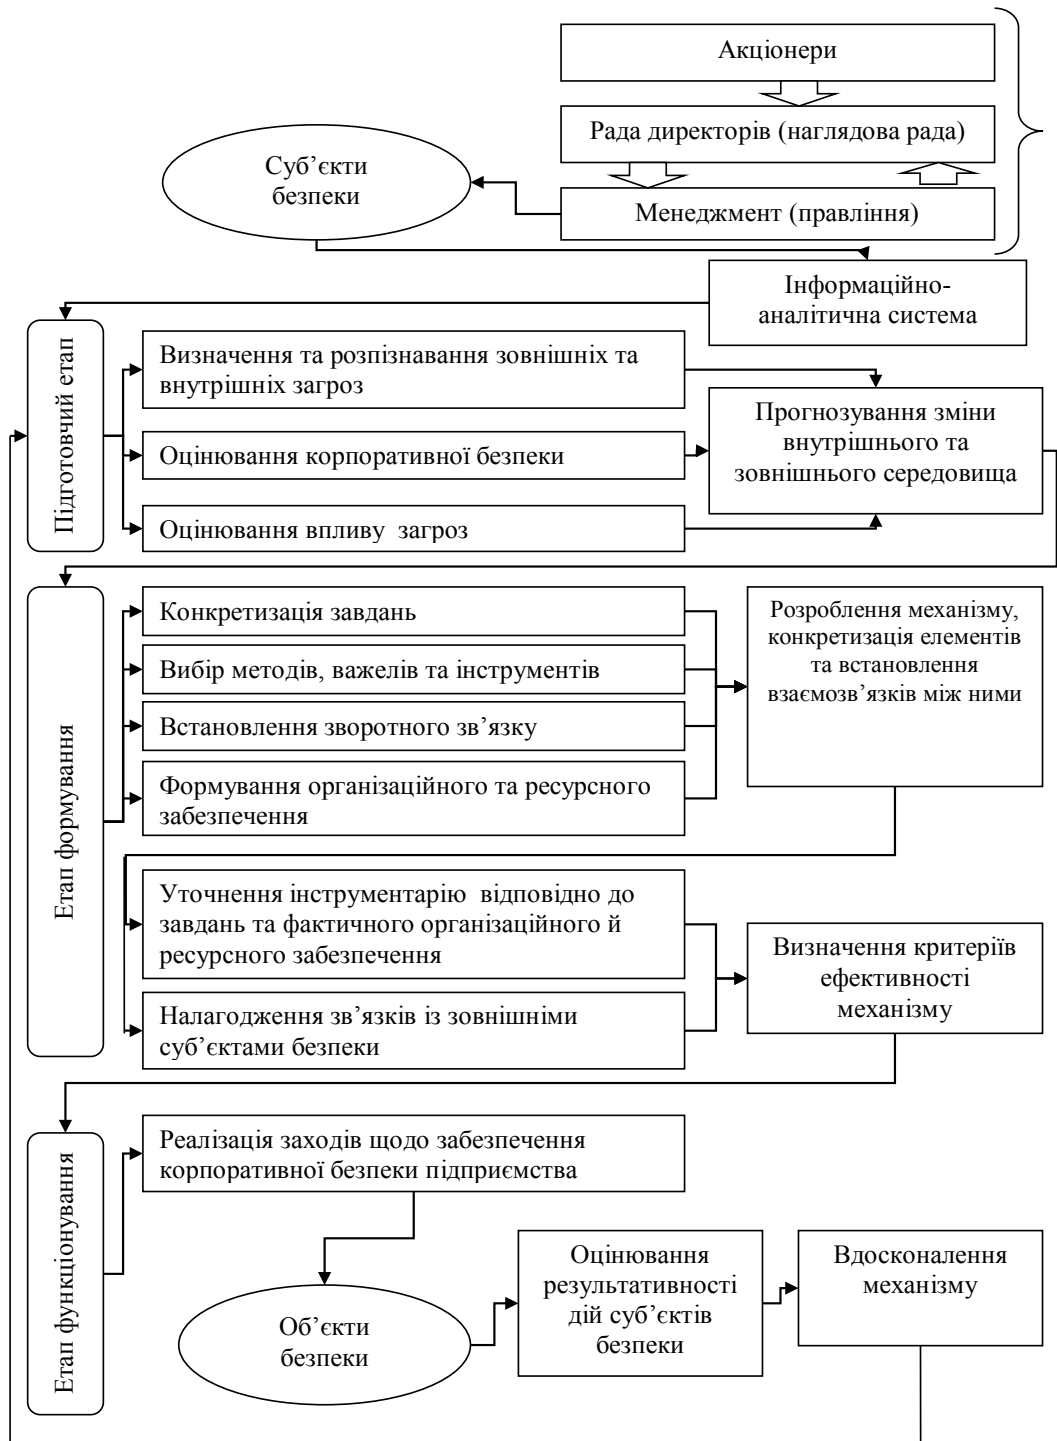 Акціонери
Рада директорів (наглядова рада)
Суб’єкти
безпеки
Менеджмент (правління)
Інформаційно-
аналітична система
Підготовчий етап
Визначення та розпізнавання зовнішніх та
внутрішніх загроз
Оцінювання корпоративної безпеки
Оцінювання впливу загроз
Прогнозування зміни
внутрішнього та
зовнішнього середовища
Етап формування
Конкретизація завдань
Вибір методів, важелів та інструментів
Встановлення зворотного зв’язку
Формування організаційного та ресурсного
забезпечення
Розроблення механізму,
конкретизація елементів
та встановлення
взаємозв’язків між ними
Уточнення інструментарію відповідно до
завдань та фактичного організаційного й
ресурсного забезпечення
Налагодження зв’язків із зовнішніми
суб’єктами безпеки
Визначення критеріїв
ефективності
механізму
Етап функціонування
Реалізація заходів щодо забезпечення
корпоративної безпеки підприємства
Об’єкти
безпеки
Оцінювання
результативності
дій суб’єктів
безпеки
Вдосконалення
механізму